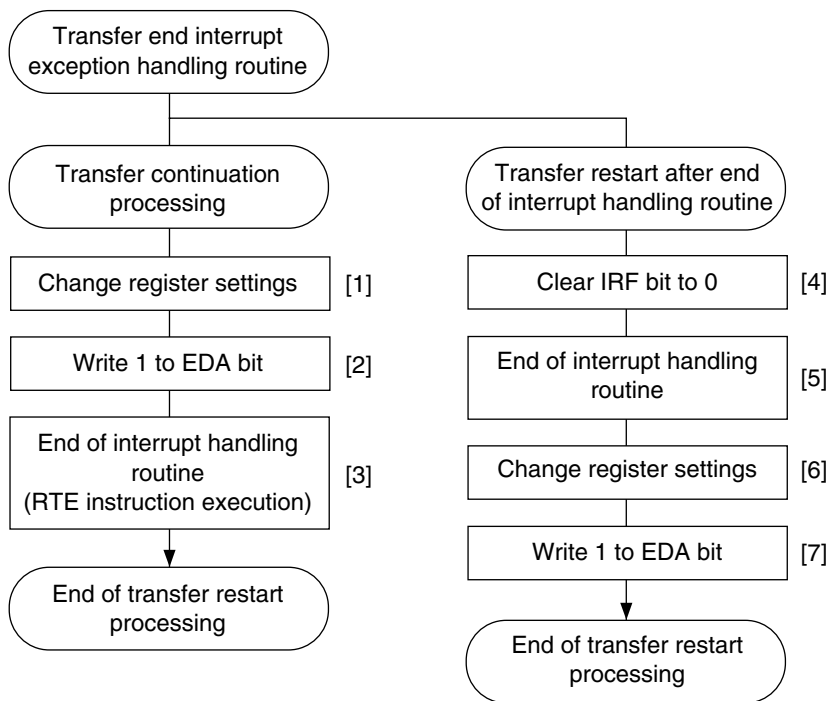 Transfer end interrupt
exception handling routine
Transfer continuation
processing
Change register settings
[1]
Write 1 to EDA bit
[2]
End of interrupt handling
routine
(RTE instruction execution)
[3]
End of transfer restart
processing
Transfer restart after end
of interrupt handling routine
Clear IRF bit to 0
[4]
End of interrupt handling
routine
[5]
Change register settings
[6]
Write 1 to EDA bit
[7]
End of transfer restart
processing